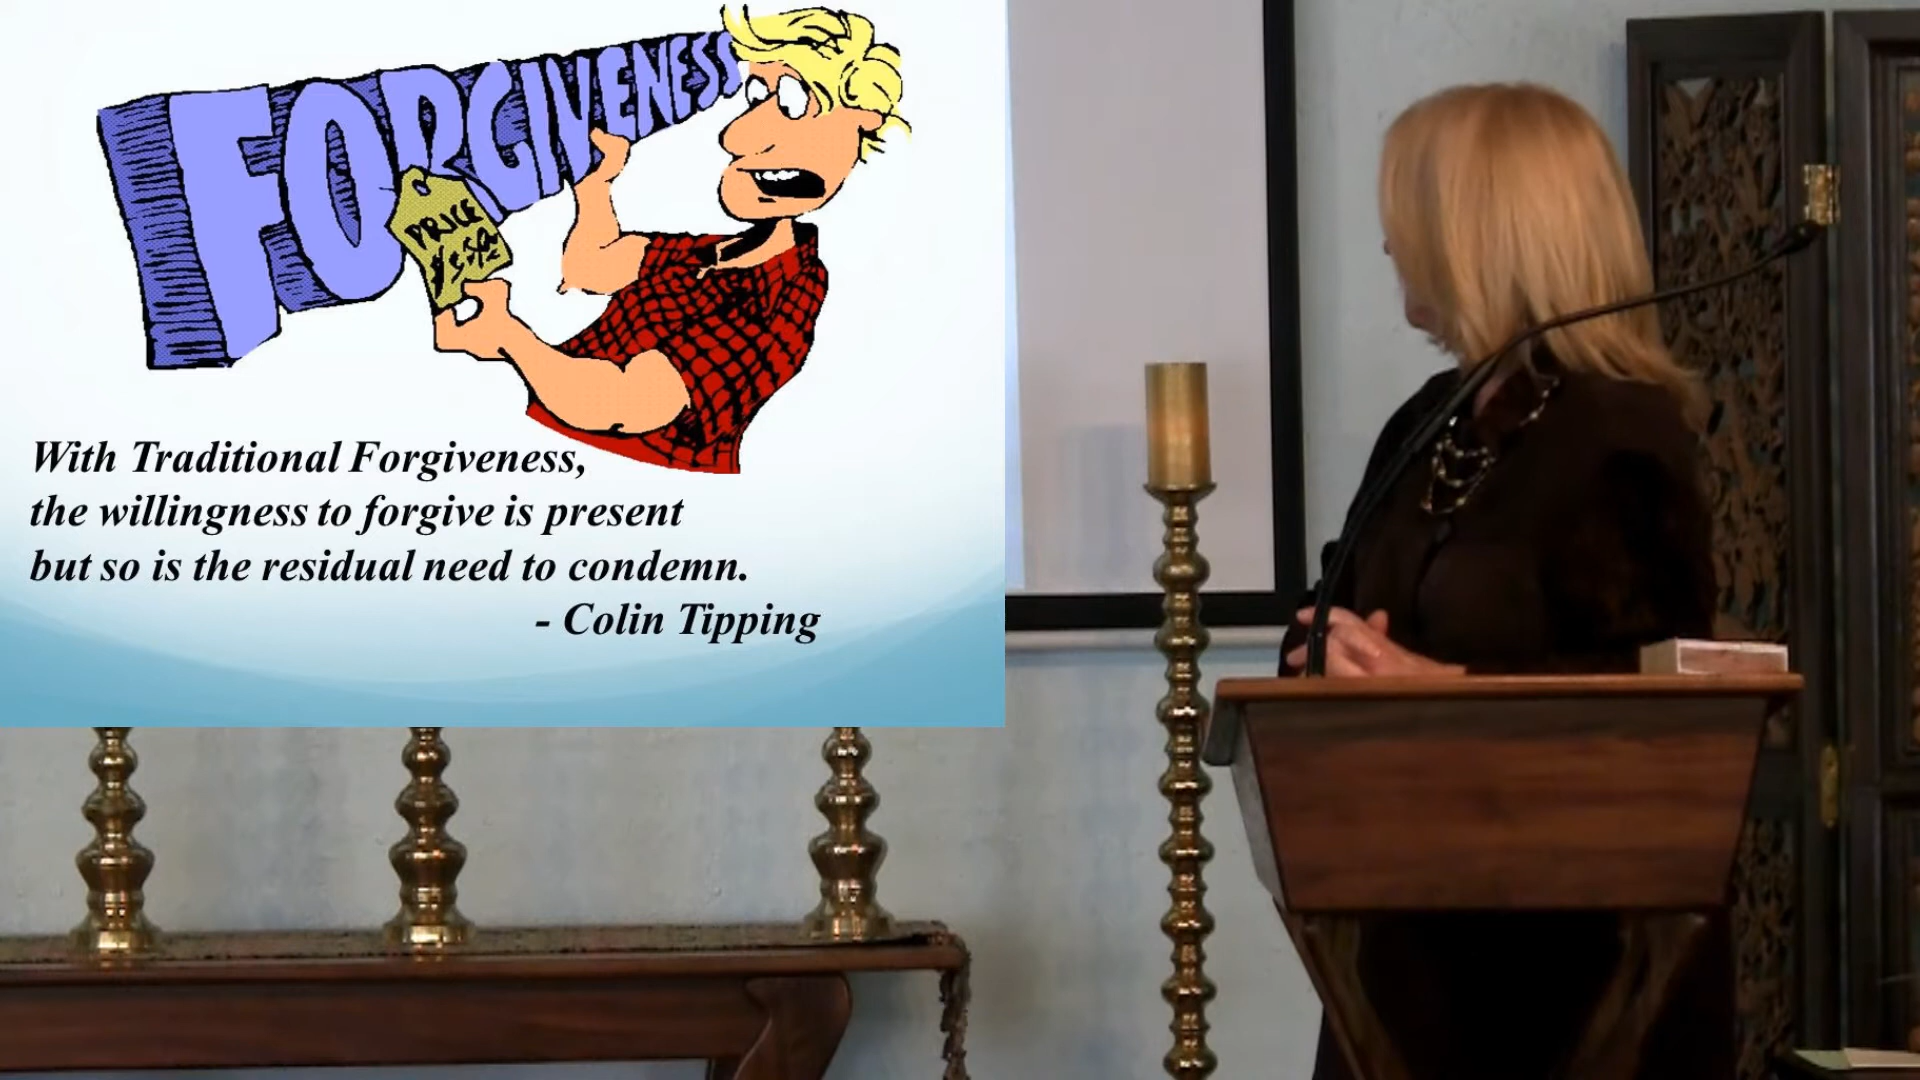 FORGIVENESS
PRICE
With Traditional Forgiveness,
the willingness to forgive is present
but so is the residual need to condemn.
- Colin Tipping